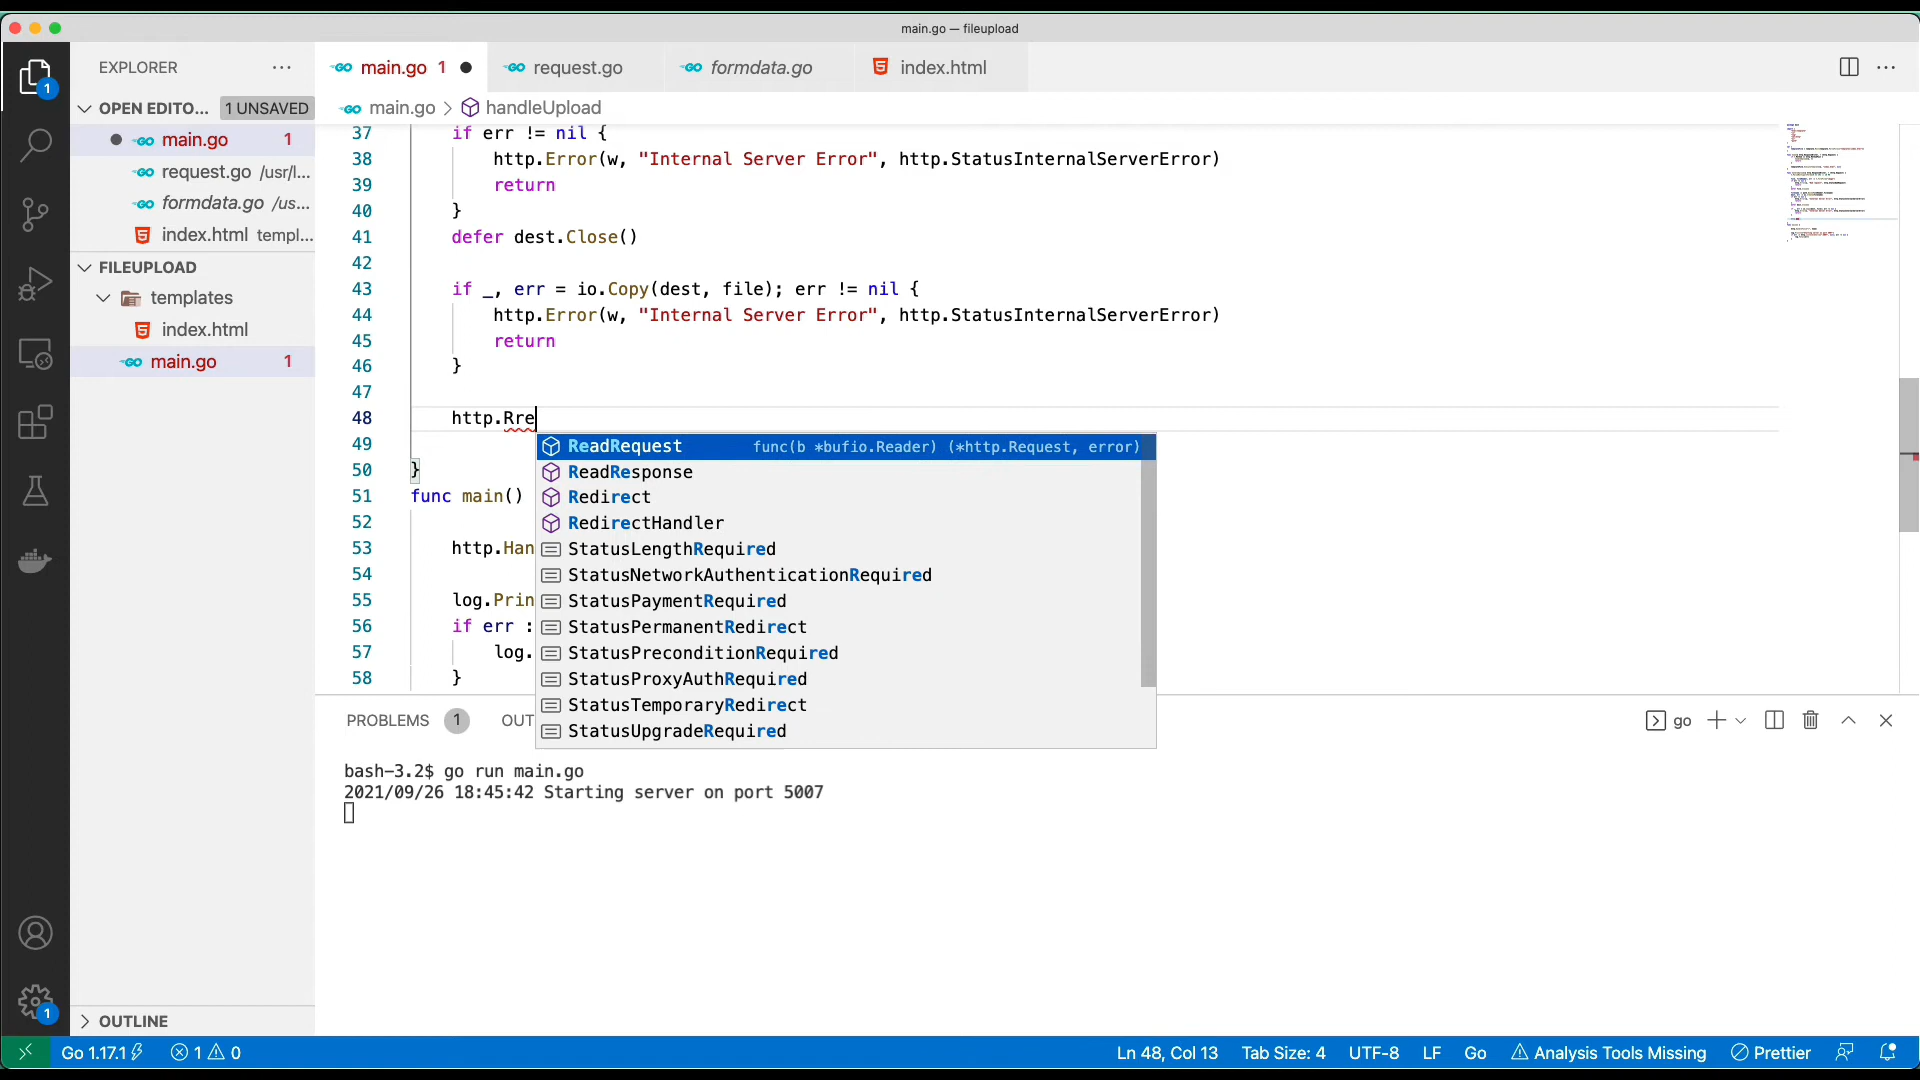 main.go — fileupload
EXPLORER
main.go 1
request.go
formdata.go
index.html
OPEN EDITO... 1 UNSAVED
main.go 1
request.go /usr/l...
formdata.go /us...
index.html templ...
FILEUPLOAD
templates
index.html
main.go 1
OUTLINE
main.go > handleUpload
37 if err != nil {
38 http.Error(w, "Internal Server Error", http.StatusInternalServerError)
39 return
40 }
41 defer dest.Close()
42
43 if _, err = io.Copy(dest, file); err != nil {
44 http.Error(w, "Internal Server Error", http.StatusInternalServerError)
45 return
46 }
47
48 http.Rre
49
50 }
51 func main()
52
53 http.Han
54
55 log.Prin
56 if err :
57 log.
58 }
ReadRequest func(b *bufio.Reader) (*http.Request, error)
ReadResponse
Redirect
RedirectHandler
StatusLengthRequired
StatusNetworkAuthenticationRequired
StatusPaymentRequired
StatusPermanentRedirect
StatusPreconditionRequired
StatusProxyAuthRequired
StatusTemporaryRedirect
StatusUpgradeRequired
PROBLEMS 1 OUT
go
bash-3.2$ go run main.go
2021/09/26 18:45:42 Starting server on port 5007
1
1
Go 1.17.1 1 0 Ln 48, Col 13 Tab Size: 4 UTF-8 LF Go Analysis Tools Missing Prettier